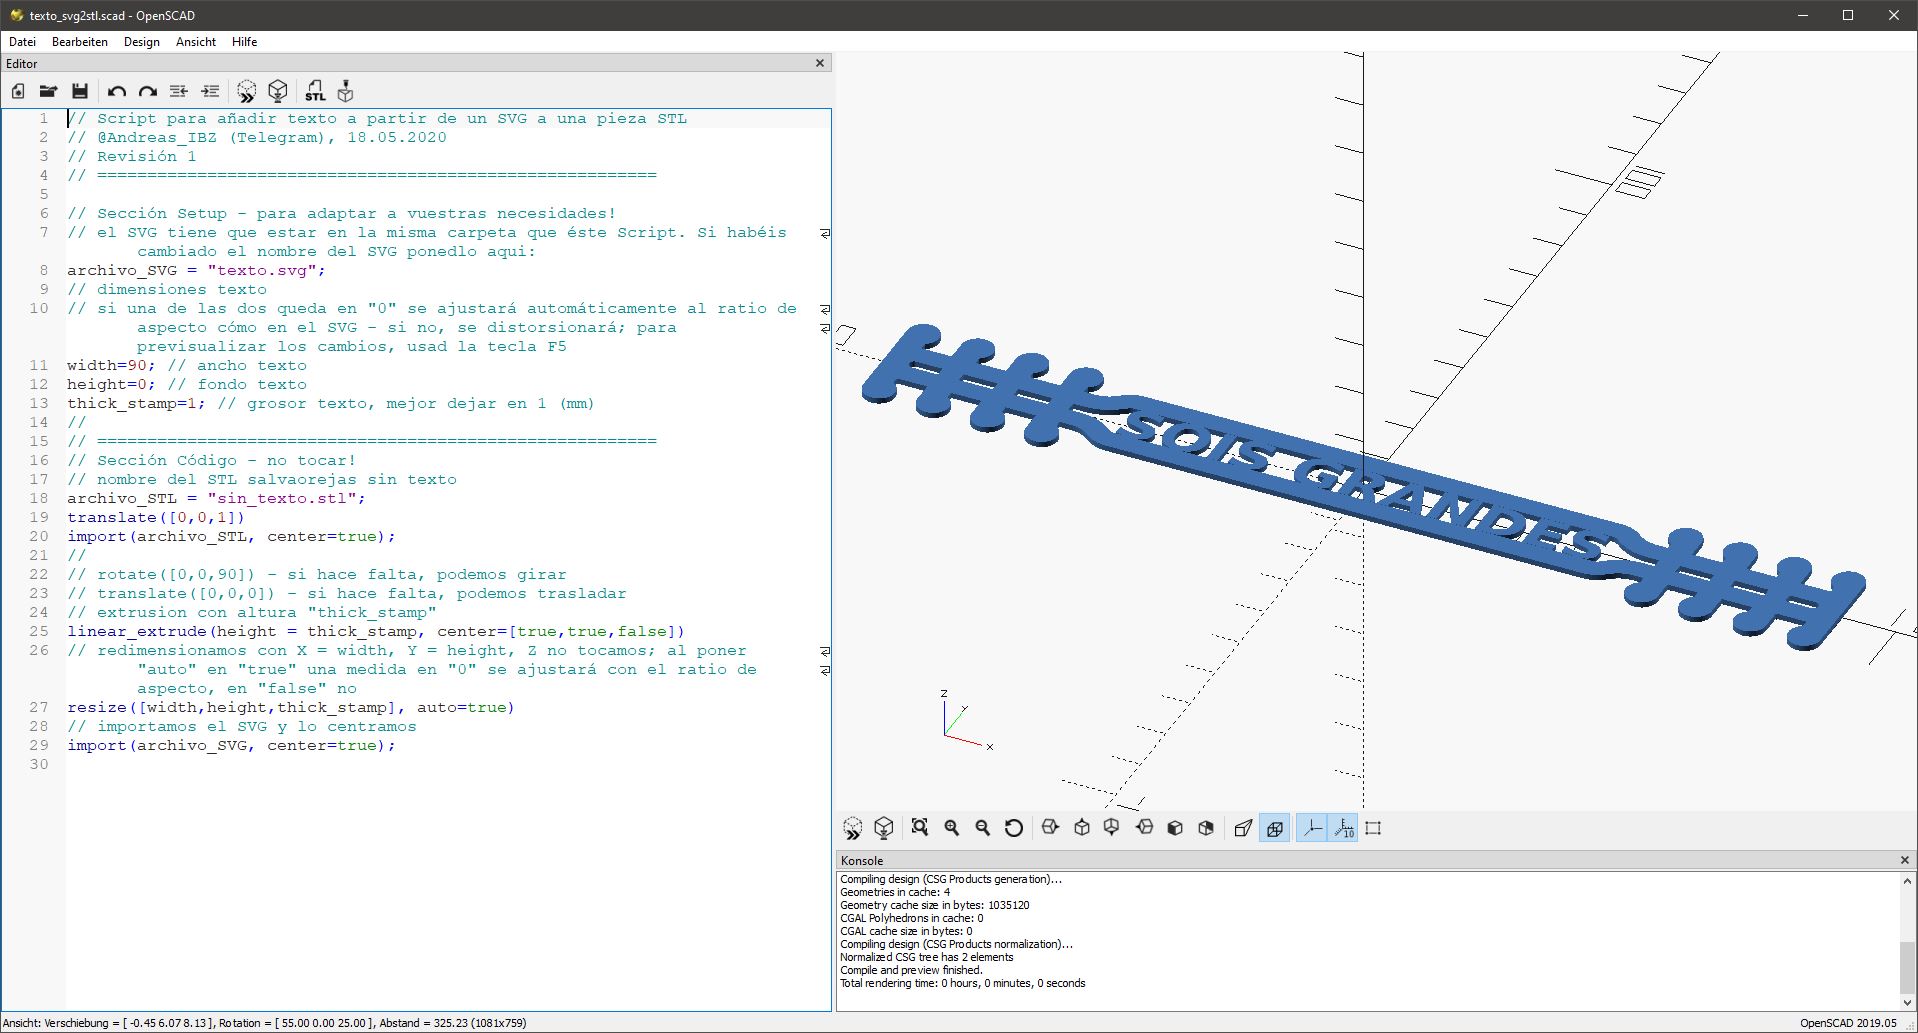 texto_svg2stl.scad - OpenSCAD
Datei Bearbeiten Design Ansicht Hilfe
Editor
STL
1 // Script para añadir texto a partir de un SVG a una pieza STL
2 // @Andreas_IBZ (Telegram), 18.05.2020
3 // Revisión 1
4 // ========================================================
5
6 // Sección Setup - para adaptar a vuestras necesidades!
7 // el SVG tiene que estar en la misma carpeta que éste Script. Si habéis
cambiado el nombre del SVG ponedlo aqui:
8 archivo_SVG = "texto.svg";
9 // dimensiones texto
10 // si una de las dos queda en "0" se ajustará automáticamente al ratio de
aspecto cómo en el SVG - si no, se distorsionará; para
previsualizar los cambios, usad la tecla F5
11 width=90; // ancho texto
12 height=0; // fondo texto
13 thick_stamp=1; // grosor texto, mejor dejar en 1 (mm)
14 //
15 // ========================================================
16 // Sección Código - no tocar!
17 // nombre del STL salvaorejas sin texto
18 archivo_STL = "sin_texto.stl";
19 translate([0,0,1])
20 import(archivo_STL, center=true);
21 //
22 // rotate([0,0,90]) - si hace falta, podemos girar
23 // translate([0,0,0]) - si hace falta, podemos trasladar
24 // extrusion con altura "thick_stamp"
25 linear_extrude(height = thick_stamp, center=[true,true,false])
26 // redimensionamos con X = width, Y = height, Z no tocamos; al poner
"auto" en "true" una medida en "0" se ajustará con el ratio de
aspecto, en "false" no
27 resize([width,height,thick_stamp], auto=true)
28 // importamos el SVG y lo centramos
29 import(archivo_SVG, center=true);
30
SOIS GRANDES
z
y
x
10
Konsole
Compiling design (CSG Products generation)...
Geometries in cache: 4
Geometry cache size in bytes: 1035120
CGAL Polyhedrons in cache: 0
CGAL cache size in bytes: 0
Compiling design (CSG Products normalization)...
Normalized CSG tree has 2 elements
Compile and preview finished.
Total rendering time: 0 hours, 0 minutes, 0 seconds
Ansicht: Verschiebung = [ -0.45 6.07 8.13 ], Rotation = [ 55.00 0.00 25.00 ], Abstand = 325.23 (1081x759)
OpenSCAD 2019.05